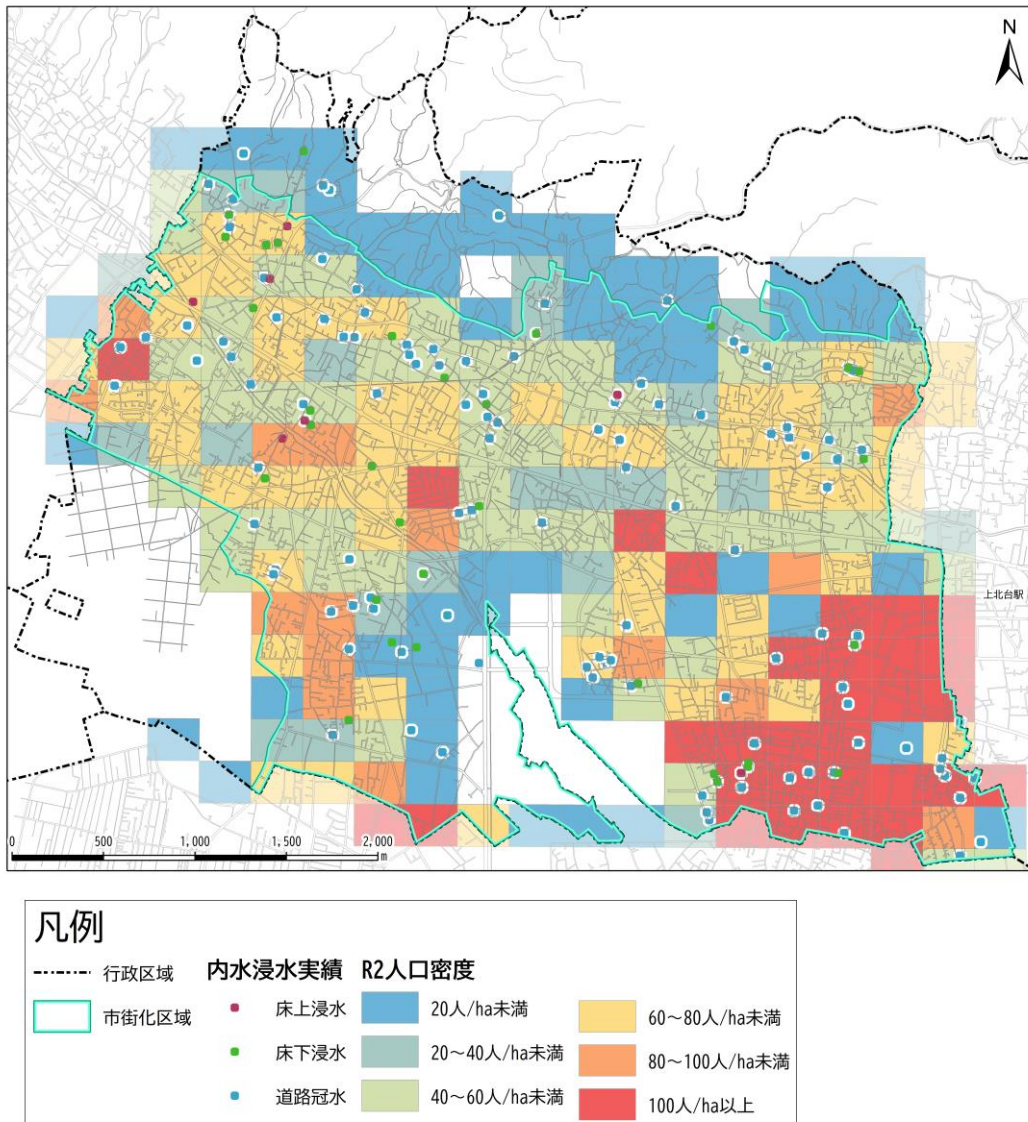 N
上北台駅
0 500 1,000 2,000
m
凡例
行政区域
市街化区域
内水浸水実績
床上浸水
床下浸水
道路冠水
R2人口密度
20人/ha未満
20～40人/ha未満
40～60人/ha未満
60～80人/ha未満
80～100人/ha未満
100人/ha以上